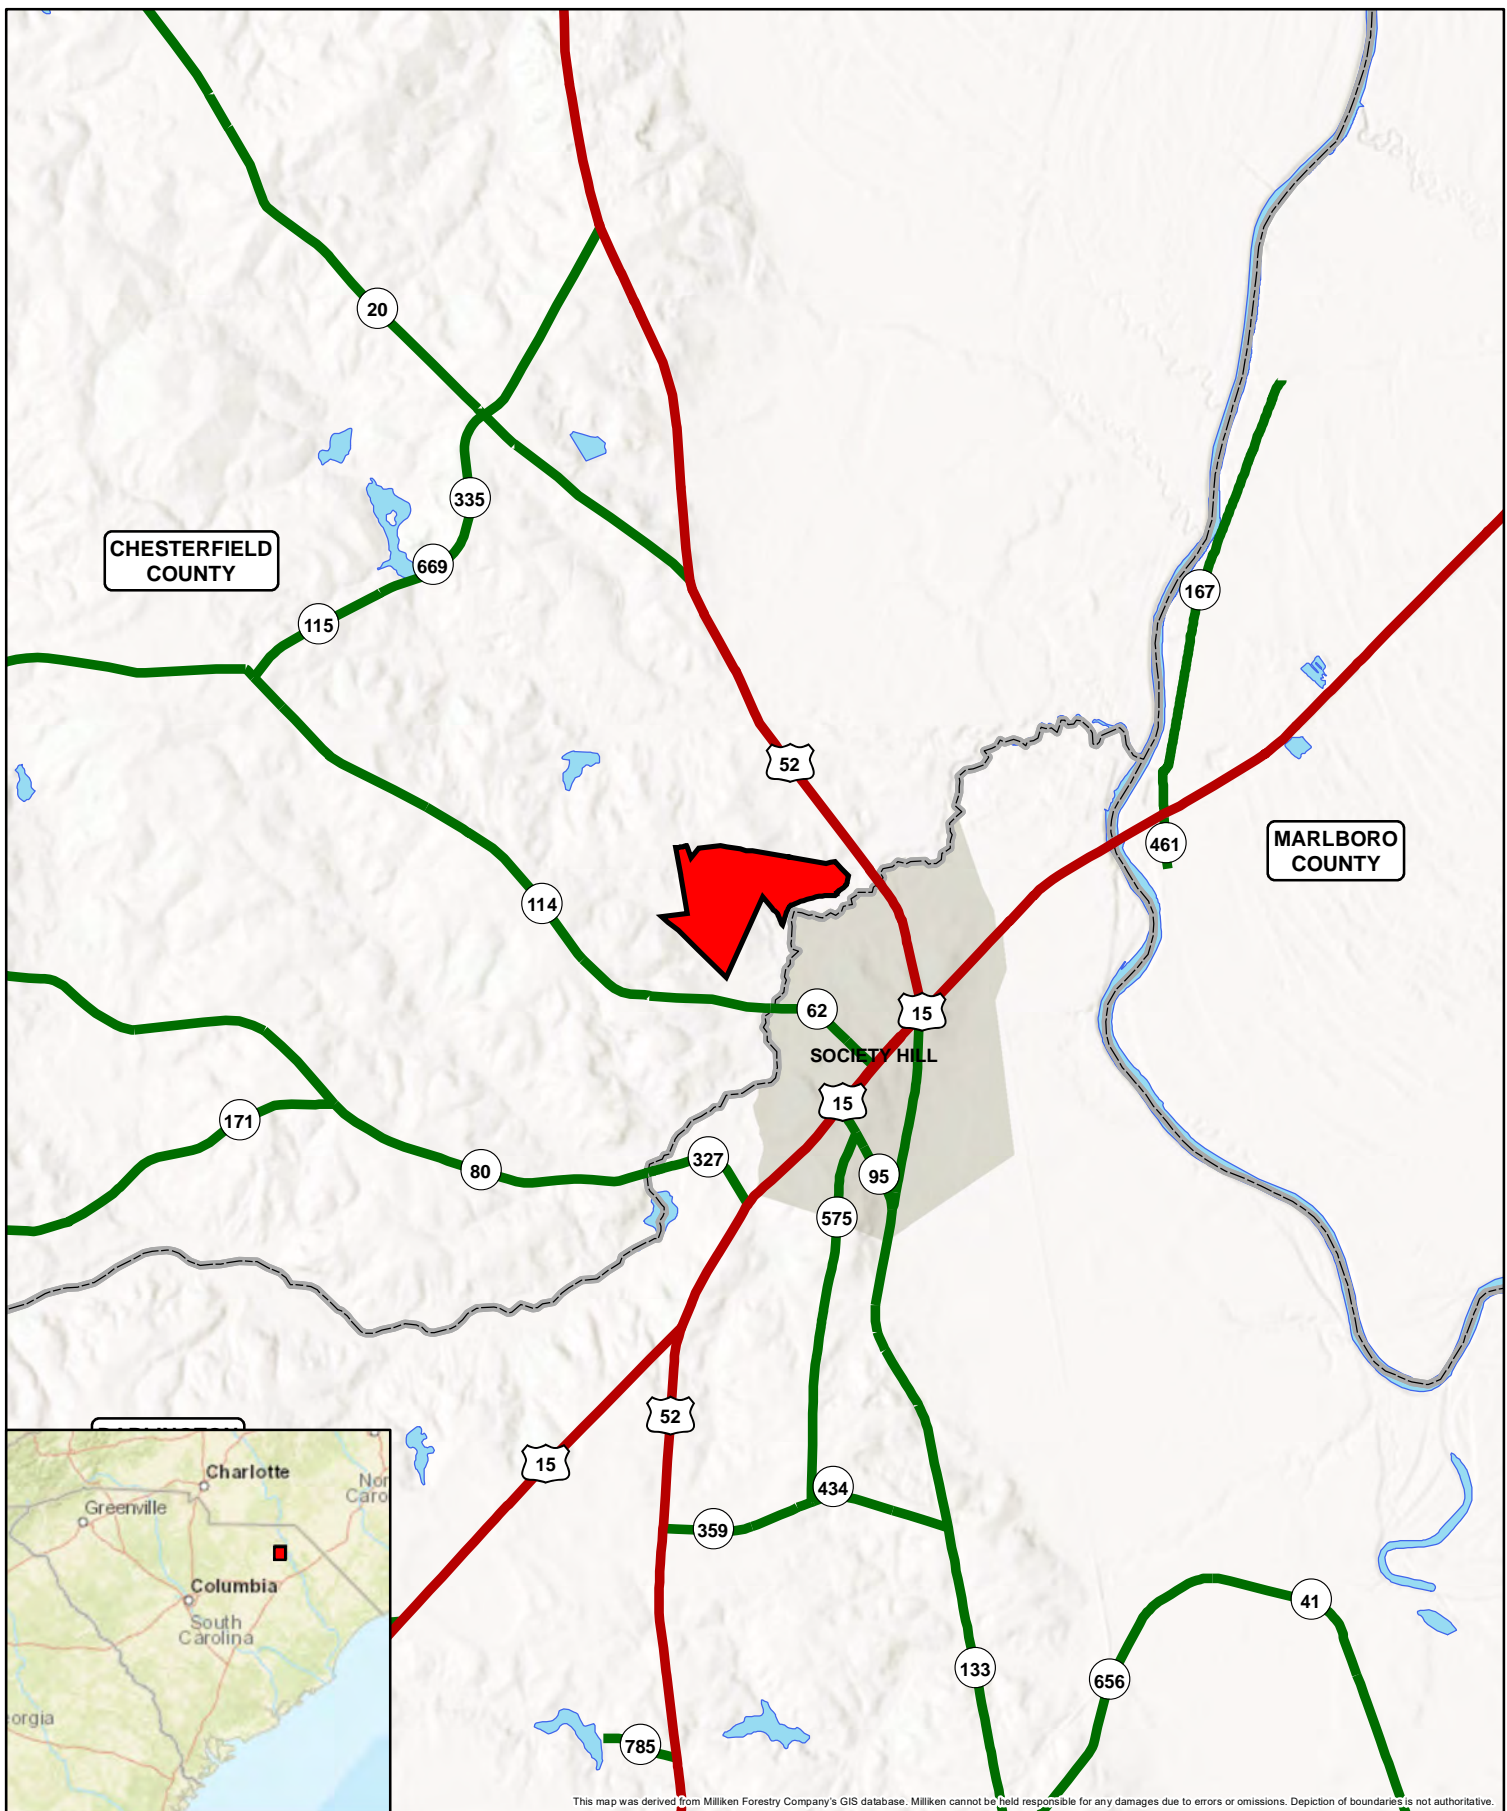 20
335
CHESTERFIELD
COUNTY
669
167
115
52
MARLBORO
COUNTY
461
114
62
15
SOCIETY HILL
15
171
327
80
95
575
52
15
434
359
41
133
656
785
Charlotte
Nor
Caro
Greenville
Columbia
South
Carolina
eorgia
This map was derived from Milliken Forestry Company's GIS database. Milliken cannot be held responsible for any damages due to errors or omissions. Depiction of boundaries is not authoritative.